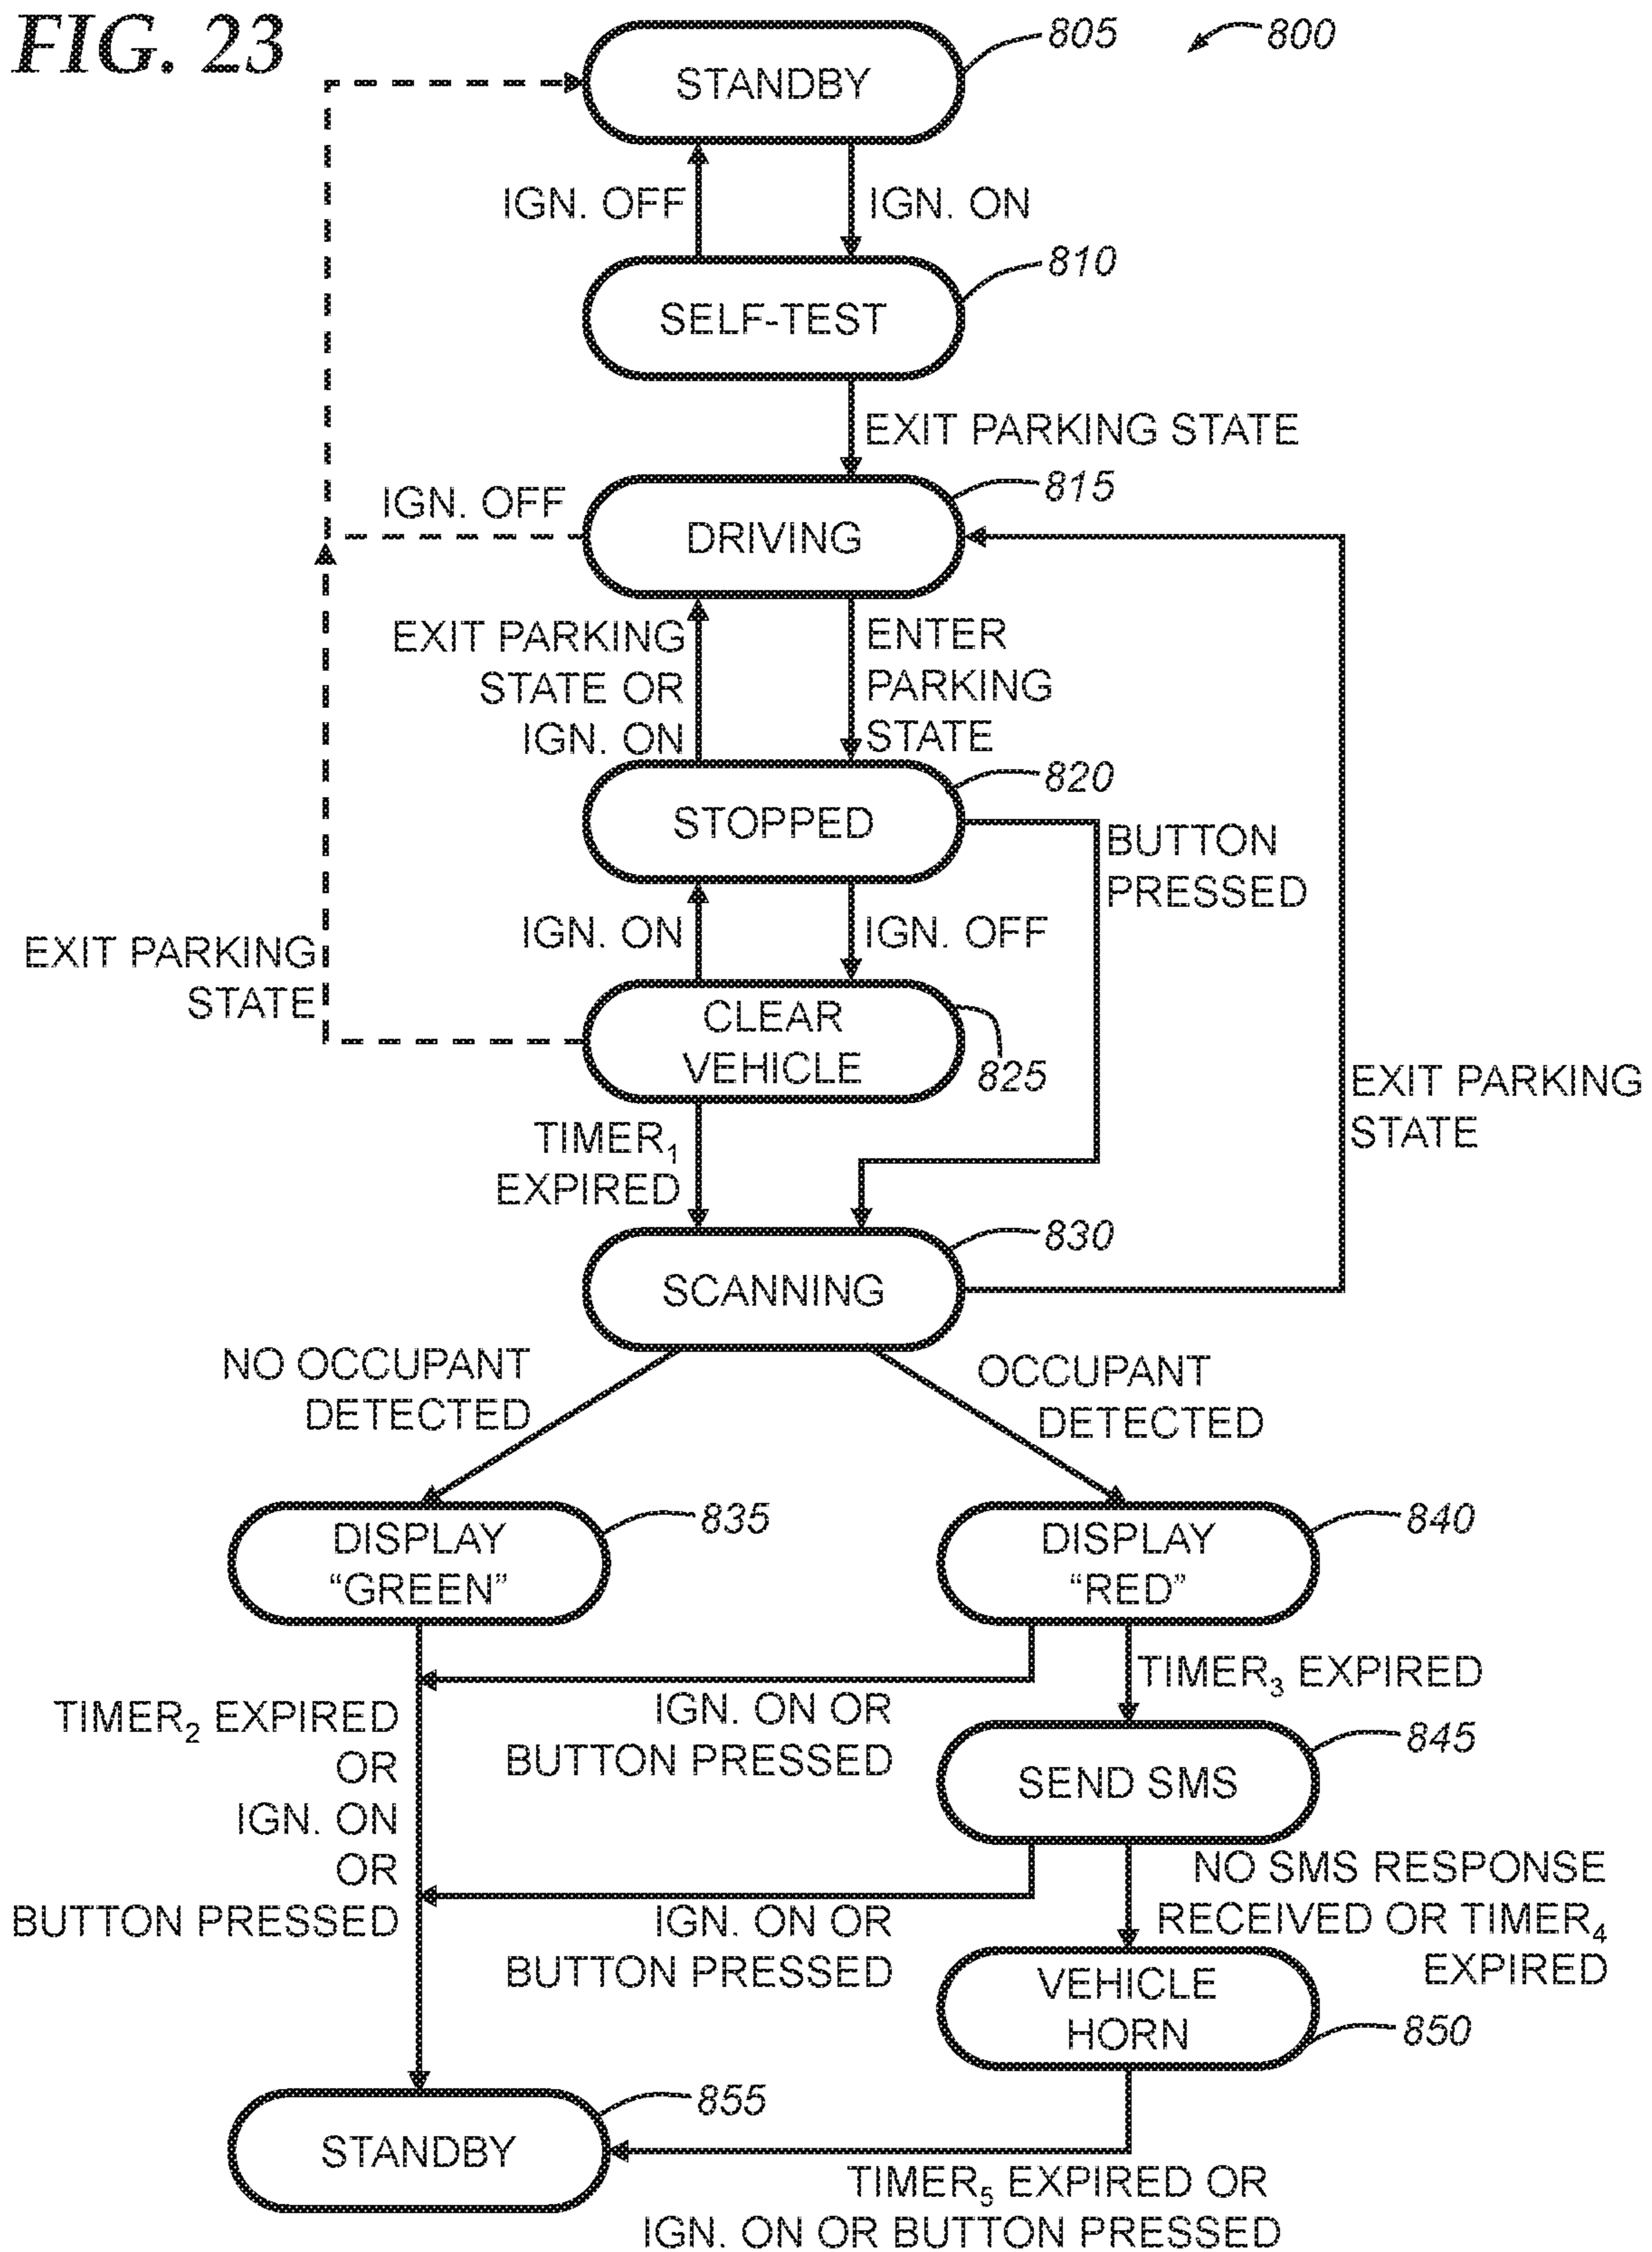 FIG. 23
805
800
STANDBY
IGN. OFF
IGN. ON
810
SELF-TEST
EXIT PARKING STATE
815
IGN. OFF
DRIVING
EXIT PARKING
STATE OR
IGN. ON
ENTER
PARKING
STATE
820
STOPPED
BUTTON
PRESSED
IGN. ON
IGN. OFF
EXIT PARKING
STATE
CLEAR
VEHICLE
825
EXIT PARKING
STATE
TIMER₁
EXPIRED
830
SCANNING
NO OCCUPANT
DETECTED
OCCUPANT
DETECTED
835
DISPLAY
“GREEN”
840
DISPLAY
“RED”
TIMER₃ EXPIRED
IGN. ON OR
BUTTON PRESSED
TIMER₂ EXPIRED
OR
IGN. ON
OR
BUTTON PRESSED
845
SEND SMS
NO SMS RESPONSE
RECEIVED OR TIMER₄
EXPIRED
IGN. ON OR
BUTTON PRESSED
VEHICLE
HORN
850
855
STANDBY
TIMER₅ EXPIRED OR
IGN. ON OR BUTTON PRESSED